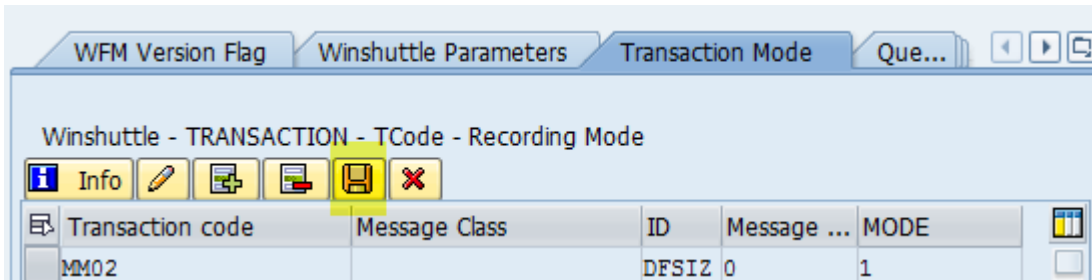 WFM Version Flag Winshuttle Parameters Transaction Mode Que...
Winshuttle - TRANSACTION - TCode - Recording Mode
Info
Transaction code Message Class ID Message ... MODE
MM02 DFSIZ 0 1